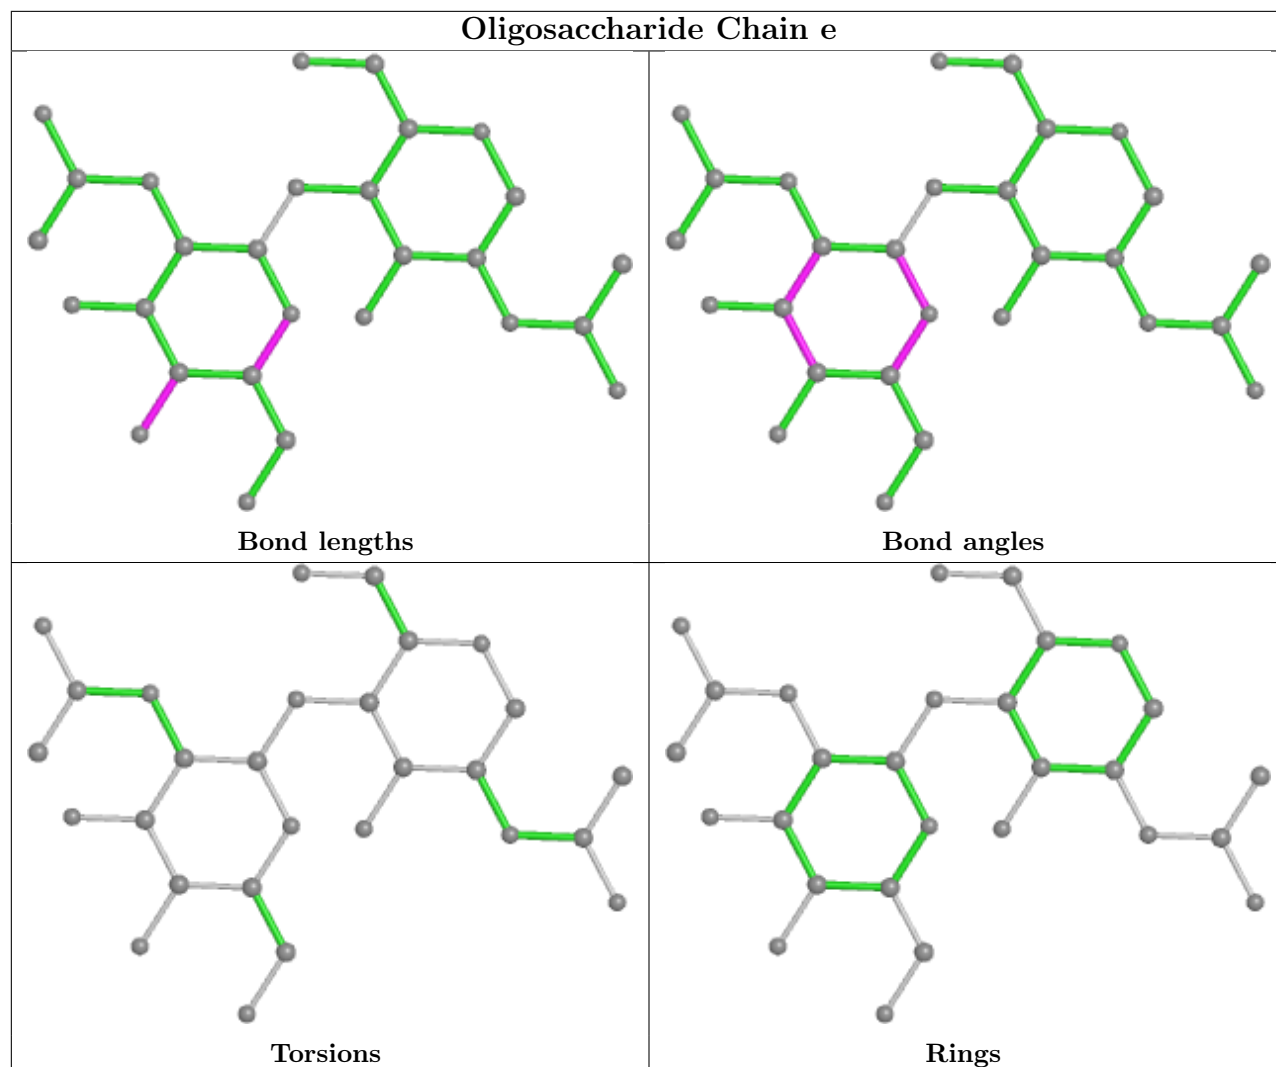 Oligosaccharide Chain e
Bond lengths
Bond angles
Torsions
Rings